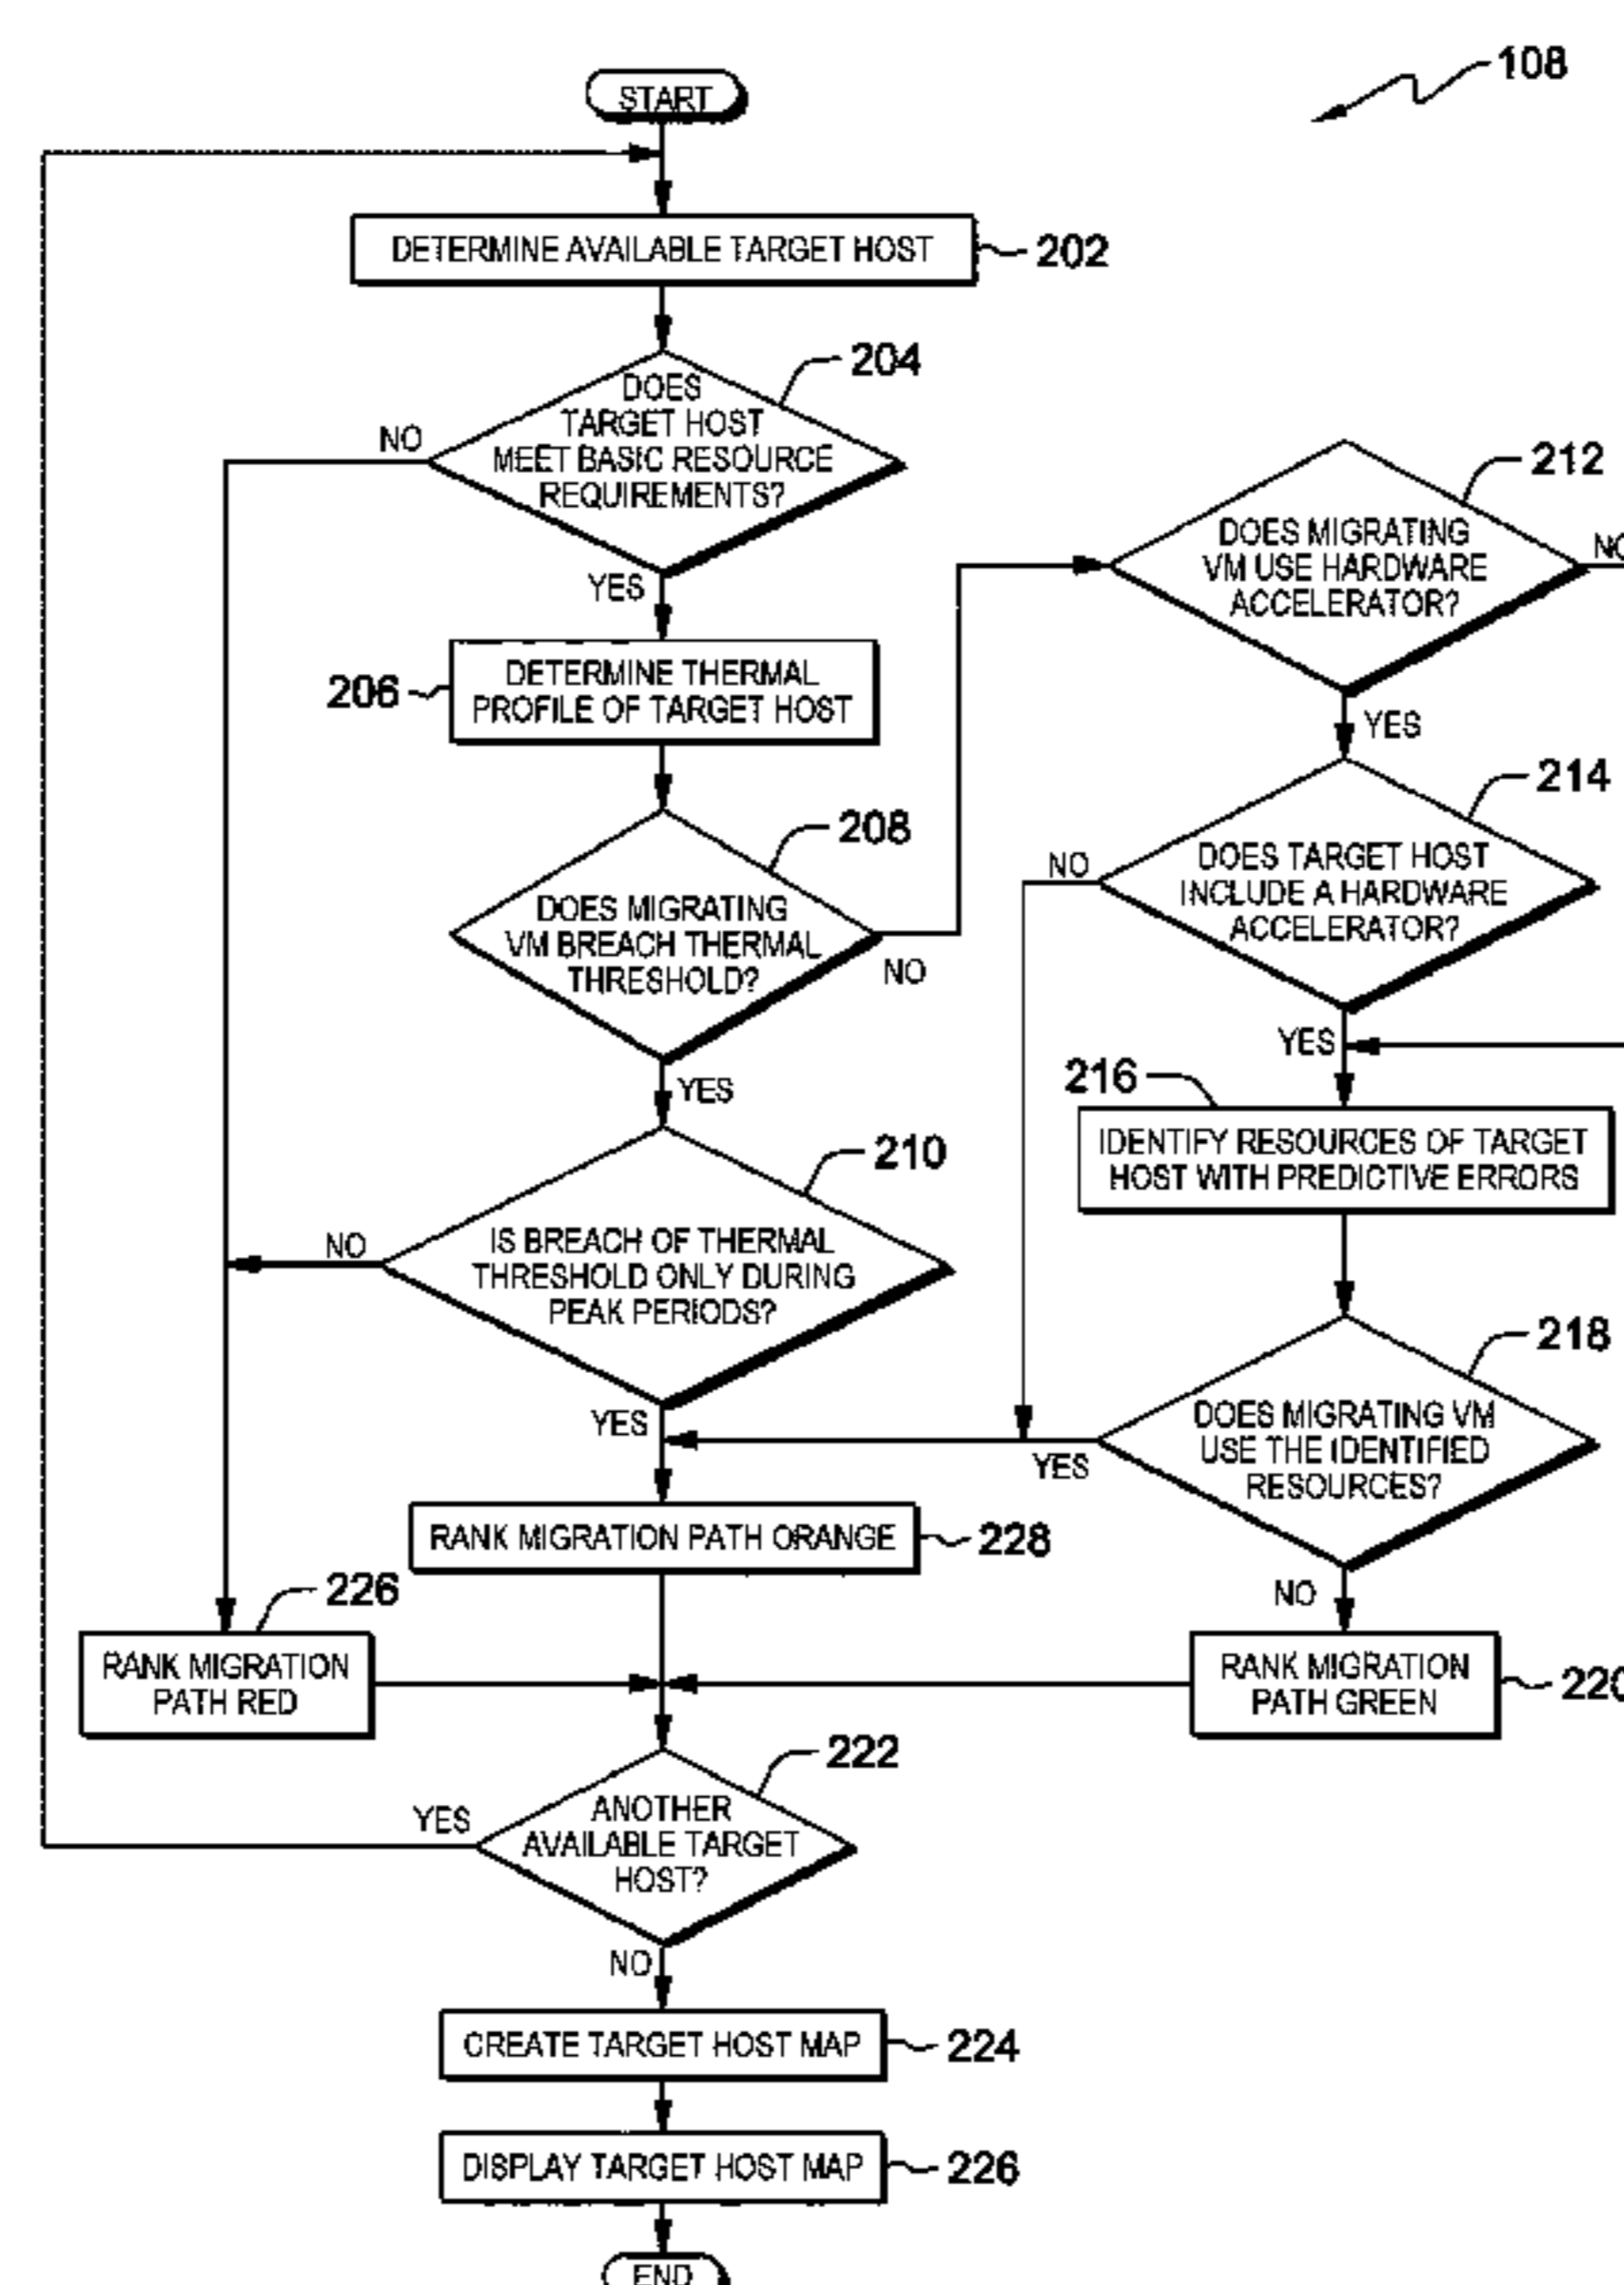 108
START
DETERMINE AVAILABLE TARGET HOST
202
204
DOES
TARGET HOST
MEET BASIC RESOURCE
REQUIREMENTS?
NO
YES
206
DETERMINE THERMAL
PROFILE OF TARGET HOST
208
DOES MIGRATING
VM BREACH THERMAL
THRESHOLD?
NO
YES
210
IS BREACH OF THERMAL
THRESHOLD ONLY DURING
PEAK PERIODS?
NO
YES
212
DOES MIGRATING
VM USE HARDWARE
ACCELERATOR?
NO
YES
214
DOES TARGET HOST
INCLUDE A HARDWARE
ACCELERATOR?
NO
YES
216
IDENTIFY RESOURCES OF TARGET
HOST WITH PREDICTIVE ERRORS
218
DOES MIGRATING VM
USE THE IDENTIFIED
RESOURCES?
YES
NO
RANK MIGRATION PATH ORANGE
228
226
RANK MIGRATION
PATH RED
RANK MIGRATION
PATH GREEN
220
222
ANOTHER
AVAILABLE TARGET
HOST?
YES
NO
CREATE TARGET HOST MAP
224
DISPLAY TARGET HOST MAP
226
END